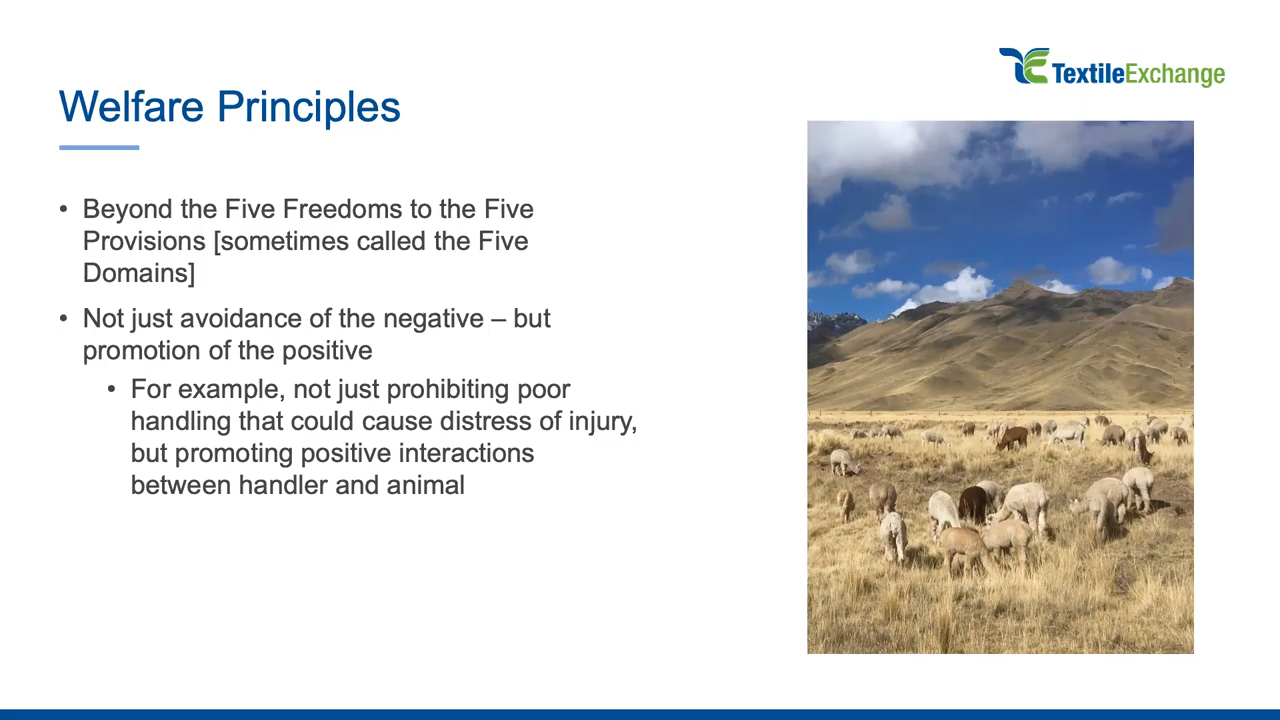 TextileExchange
Welfare Principles
• Beyond the Five Freedoms to the Five
Provisions [sometimes called the Five
Domains]
• Not just avoidance of the negative – but
promotion of the positive
• For example, not just prohibiting poor
handling that could cause distress of injury,
but promoting positive interactions
between handler and animal